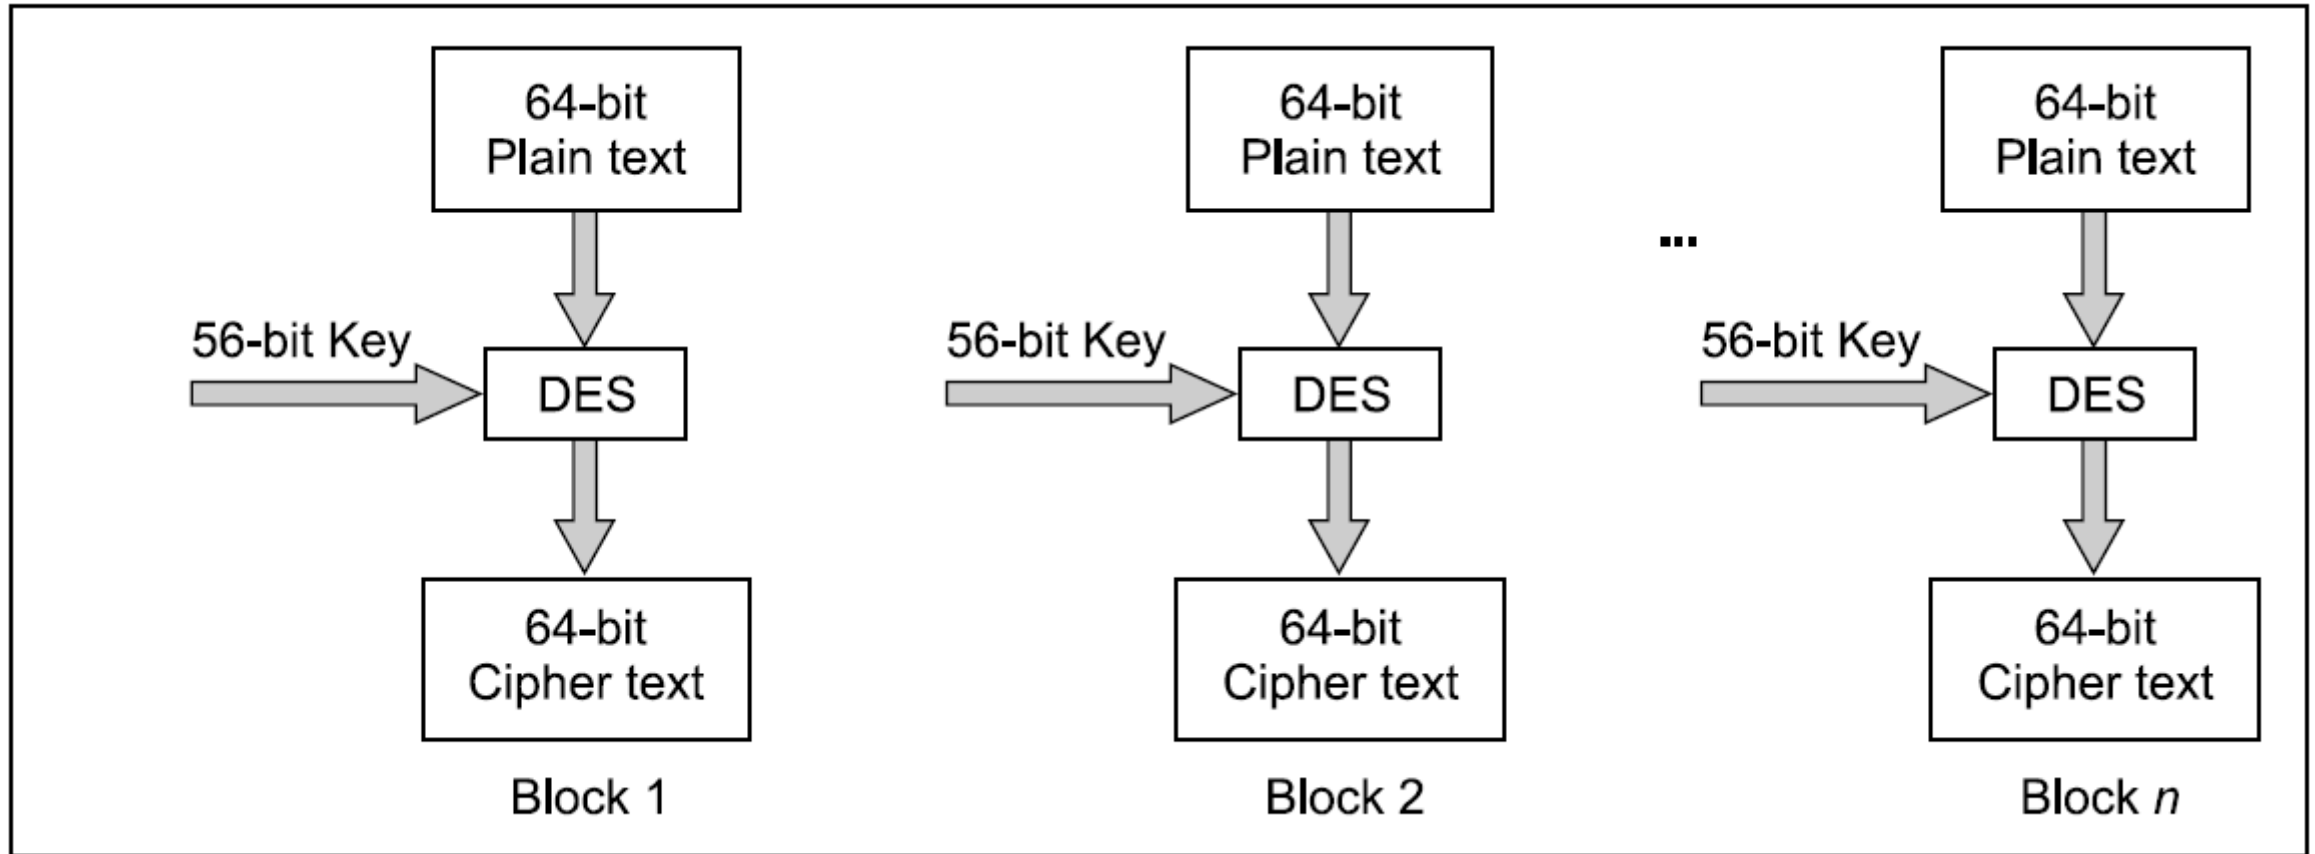 64-bit
Plain text
64-bit
Plain text
64-bit
Plain text
...
56-bit Key
DES
56-bit Key
DES
56-bit Key
DES
64-bit
Cipher text
64-bit
Cipher text
64-bit
Cipher text
Block 1
Block 2
Block n